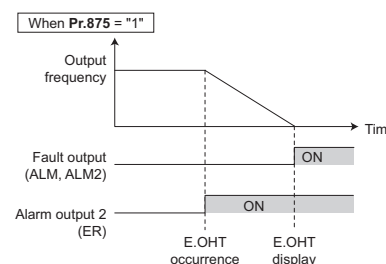 When Pr.875 = "1"
Output
frequency
Tim
Fault output
(ALM, ALM2)
ON
Alarm output 2
(ER)
ON
E.OHT
occurrence
E.OHT
display